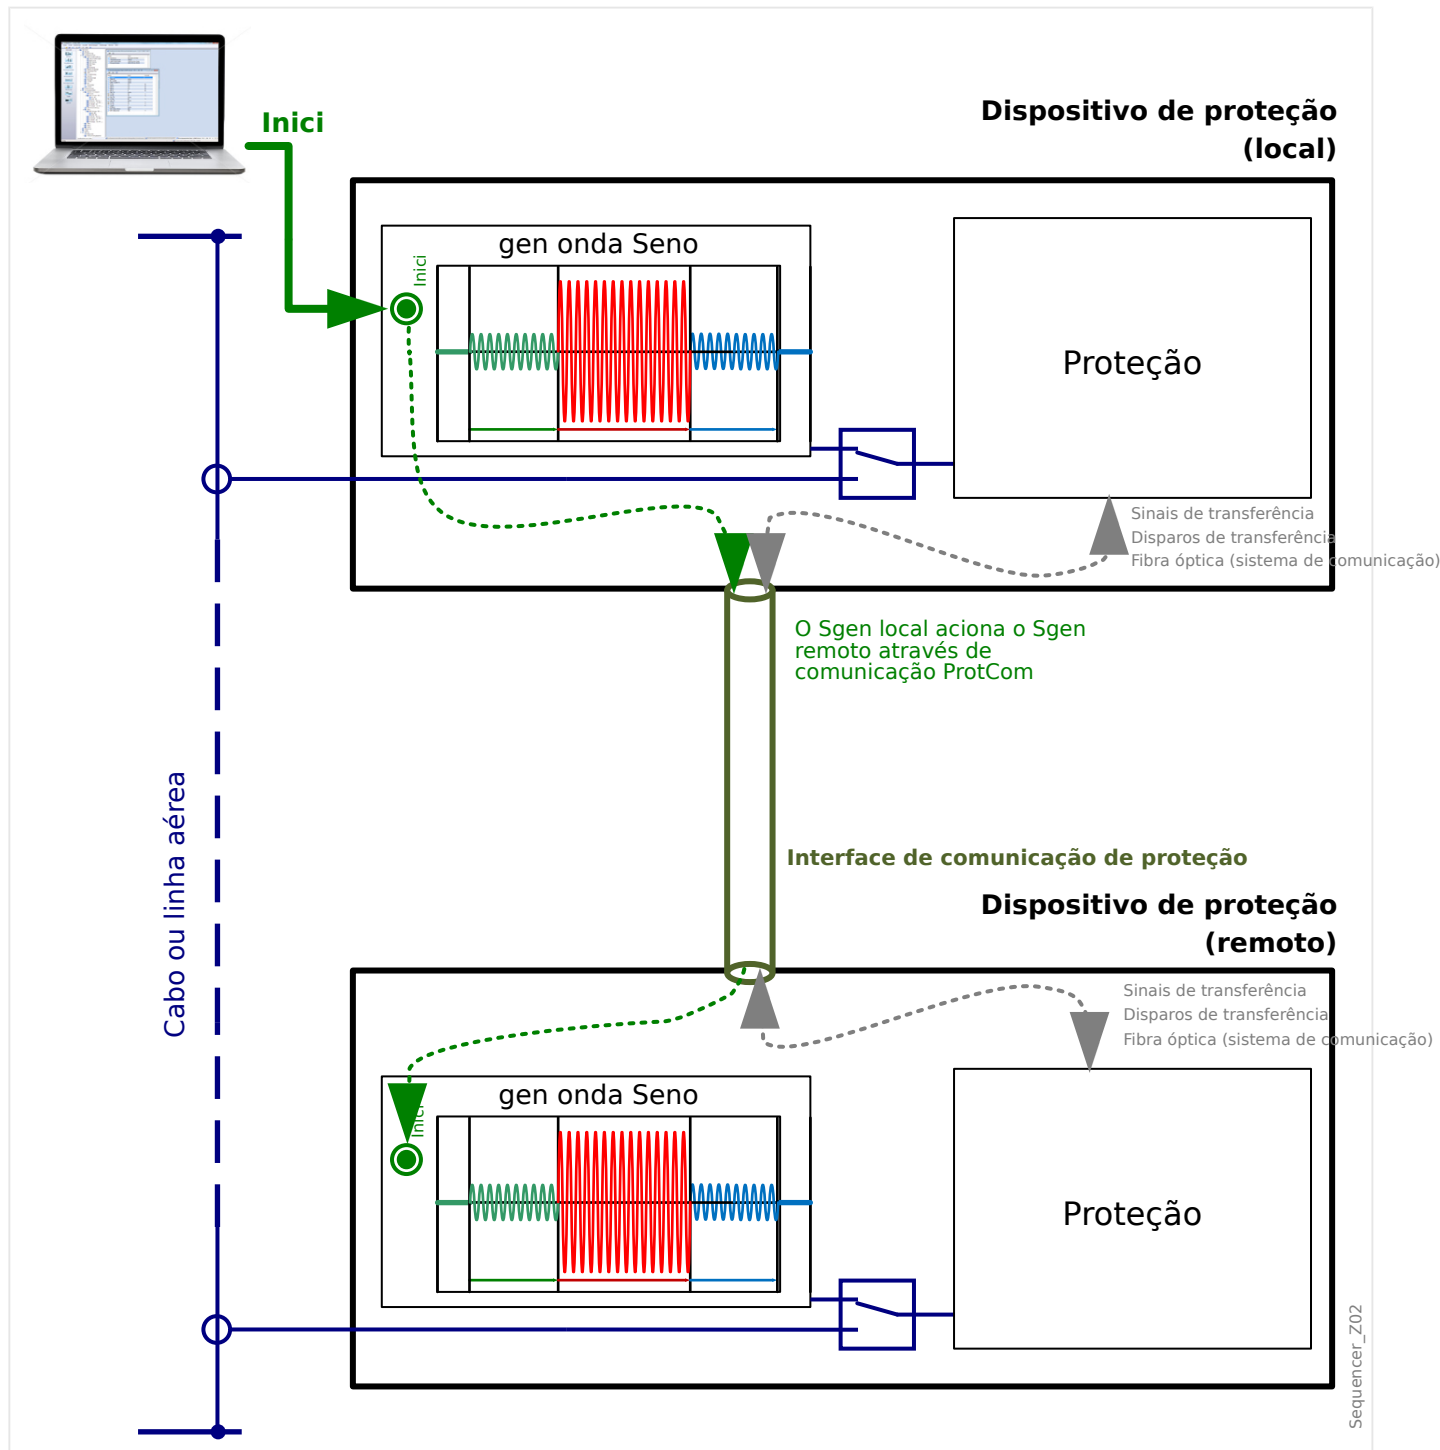 Inici
Dispositivo de proteção
(local)
gen onda Seno
Inici
Proteção
Sinais de transferência
Disparos de transferência
Fibra óptica (sistema de comunicação)
O Sgen local aciona o Sgen
remoto através de
comunicação ProtCom
Cabo ou linha aérea
Interface de comunicação de proteção
Dispositivo de proteção
(remoto)
Sinais de transferência
Disparos de transferência
Fibra óptica (sistema de comunicação)
gen onda Seno
Inici
Proteção
Sequencer_Z02